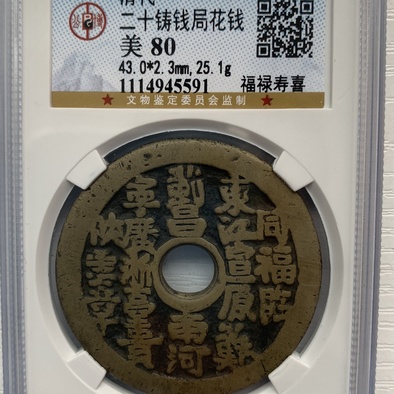 清代
二十铸钱局花钱
美 80
43.0*2.3mm,25.1g
1114945591 福禄寿喜
★ 文物鉴定委员会监制 ★
同福臨
東江宣原蘇
薊昌
南河
寧廣浙臺
陝雲